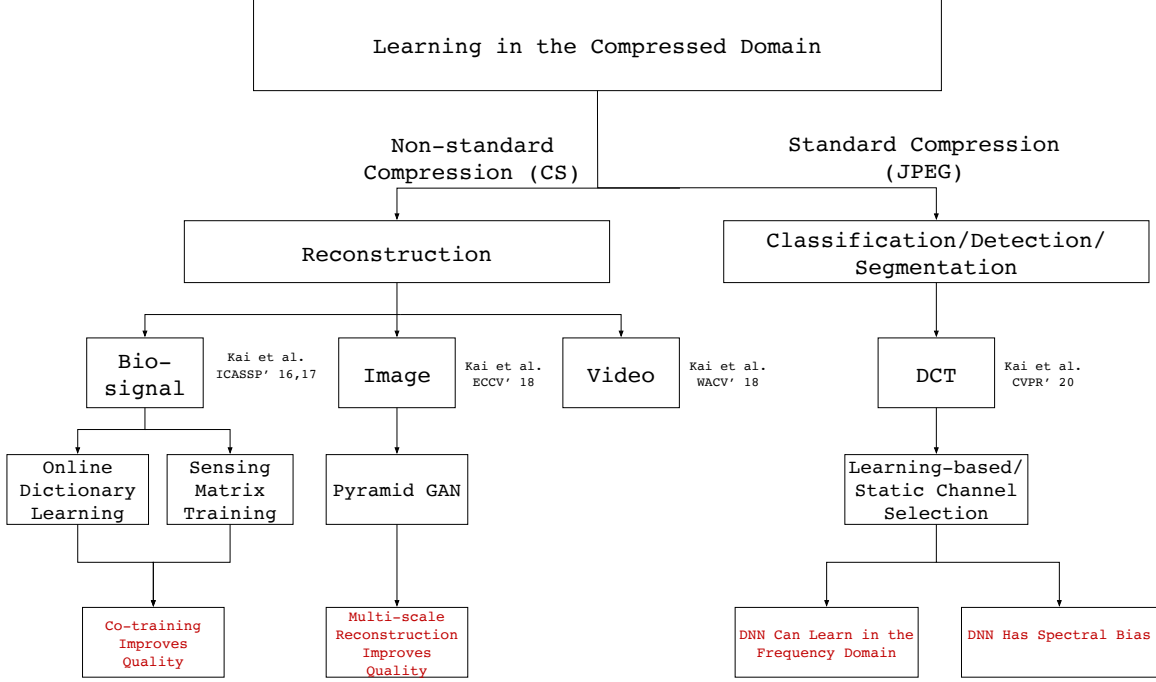 Learning in the Compressed Domain
Non-standard
Compression (CS)
Standard Compression
(JPEG)
Reconstruction
Classification/Detection/
Segmentation
Bio-
signal
Kai et al.
ICASSP’ 16,17
Image
Kai et al.
ECCV’ 18
Video
Kai et al.
WACV’ 18
DCT
Kai et al.
CVPR’ 20
Online
Dictionary
Learning
Sensing
Matrix
Training
Pyramid GAN
Learning-based/
Static Channel
Selection
Co-training
Improves
Quality
Multi-scale
Reconstruction
Improves
Quality
DNN Can Learn in the
Frequency Domain
DNN Has Spectral Bias